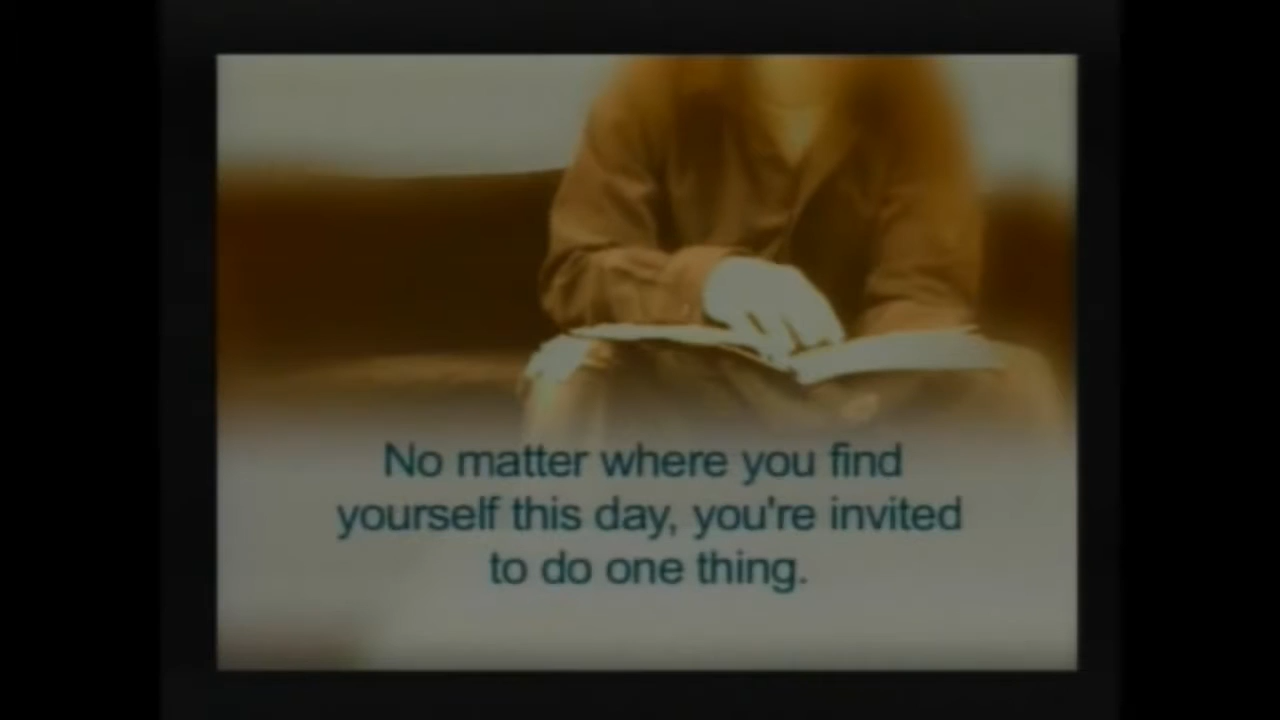 No matter where you find
yourself this day, you're invited
to do one thing.